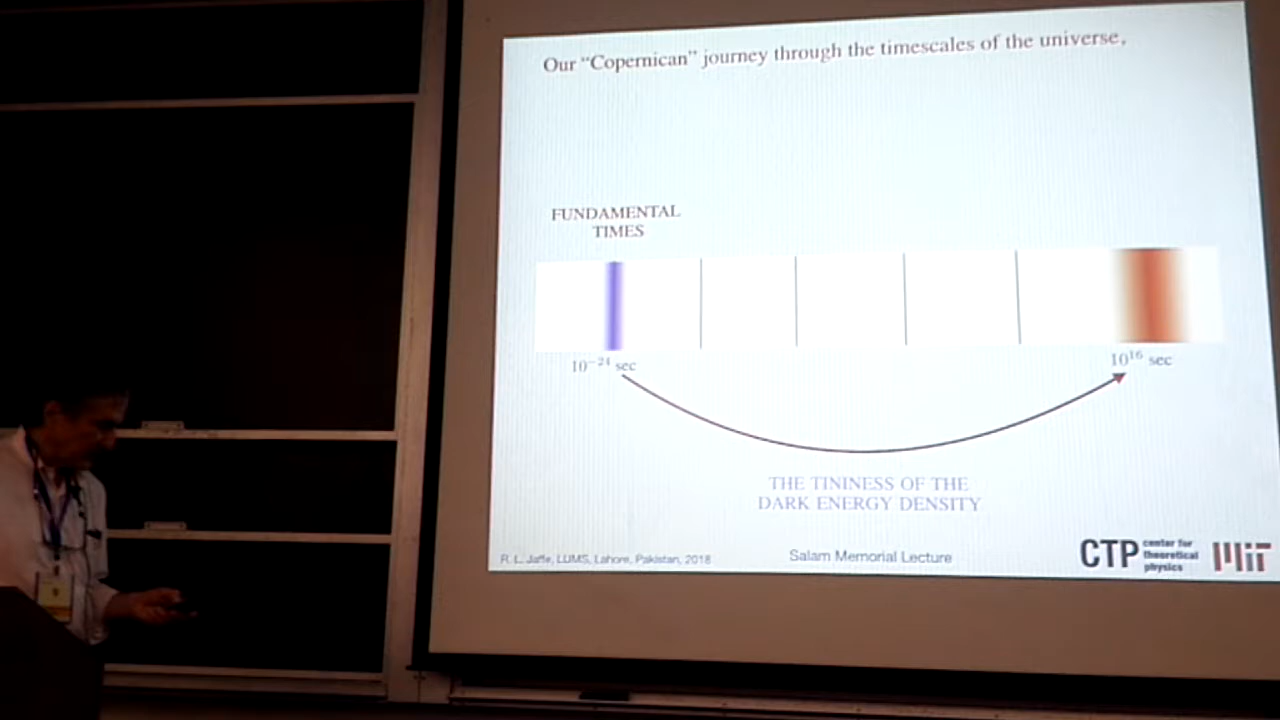 Our “Copernican” journey through the timescales of the universe,
FUNDAMENTAL
TIMES
10⁻²⁴ sec
10¹⁶ sec
THE TININESS OF THE
DARK ENERGY DENSITY
R. L. Jaffe, LUMS, Lahore, Pakistan, 2018
Salam Memorial Lecture
CTP center for
theoretical
physics
MIT